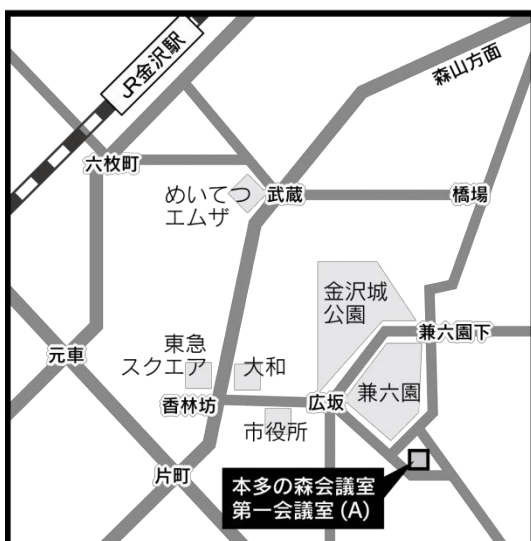 JR金沢駅
森山方面
六枚町
めいてつ
エムザ
武蔵
橋場
金沢城
公園
兼六園下
元車
東急
スクエア
大和
兼六園
香林坊
広坂
市役所
片町
本多の森会議室
第一会議室 (A)